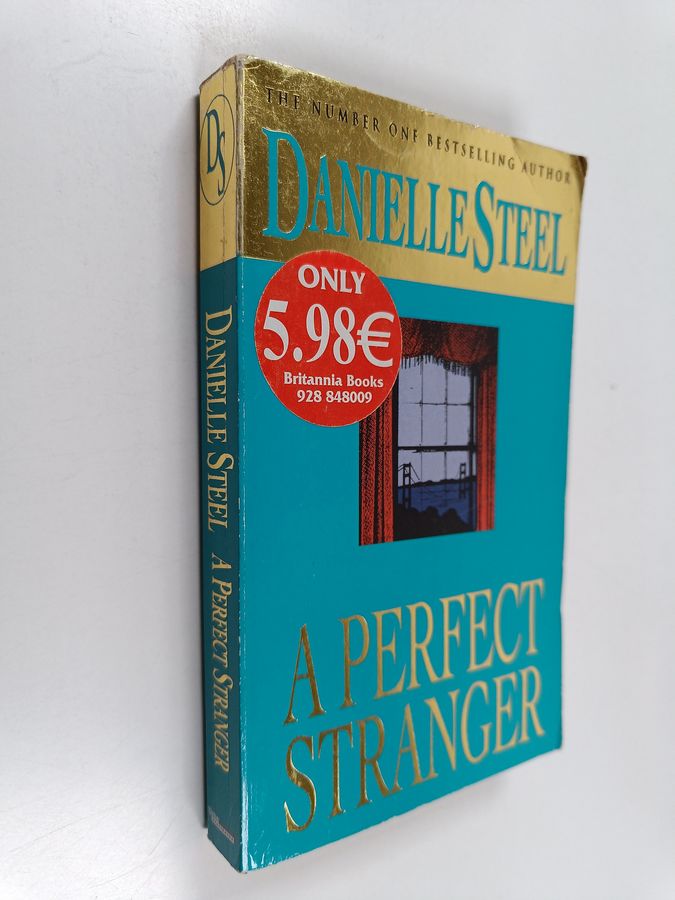 THE NUMBER ONE BESTSELLING AUTHOR
DANIELLE STEEL
ONLY
5.98€
Britannia Books
928 848009
A PERFECT
STRANGER
DS
DANIELLE STEEL A PERFECT STRANGER